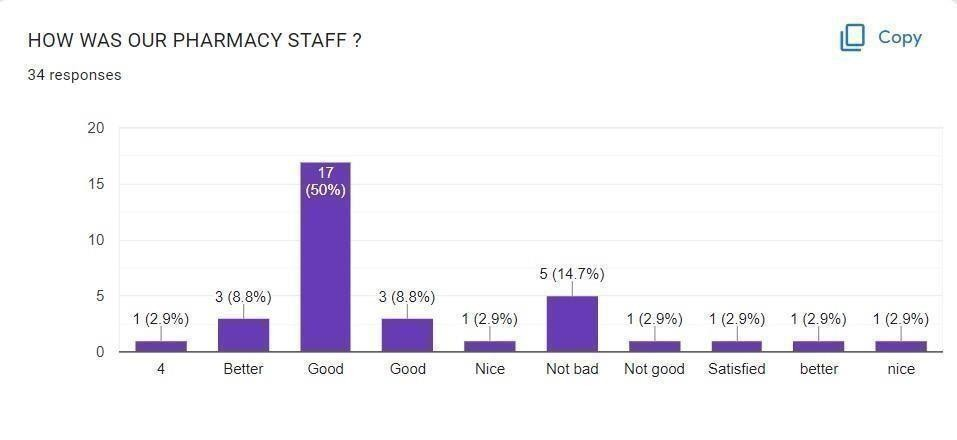 HOW WAS OUR PHARMACY STAFF ?
Copy
34 responses
20
15
10
5
0
1 (2.9%)
3 (8.8%)
17
(50%)
3 (8.8%)
1 (2.9%)
5 (14.7%)
1 (2.9%)
1 (2.9%)
1 (2.9%)
1 (2.9%)
4
Better
Good
Good
Nice
Not bad
Not good
Satisfied
better
nice